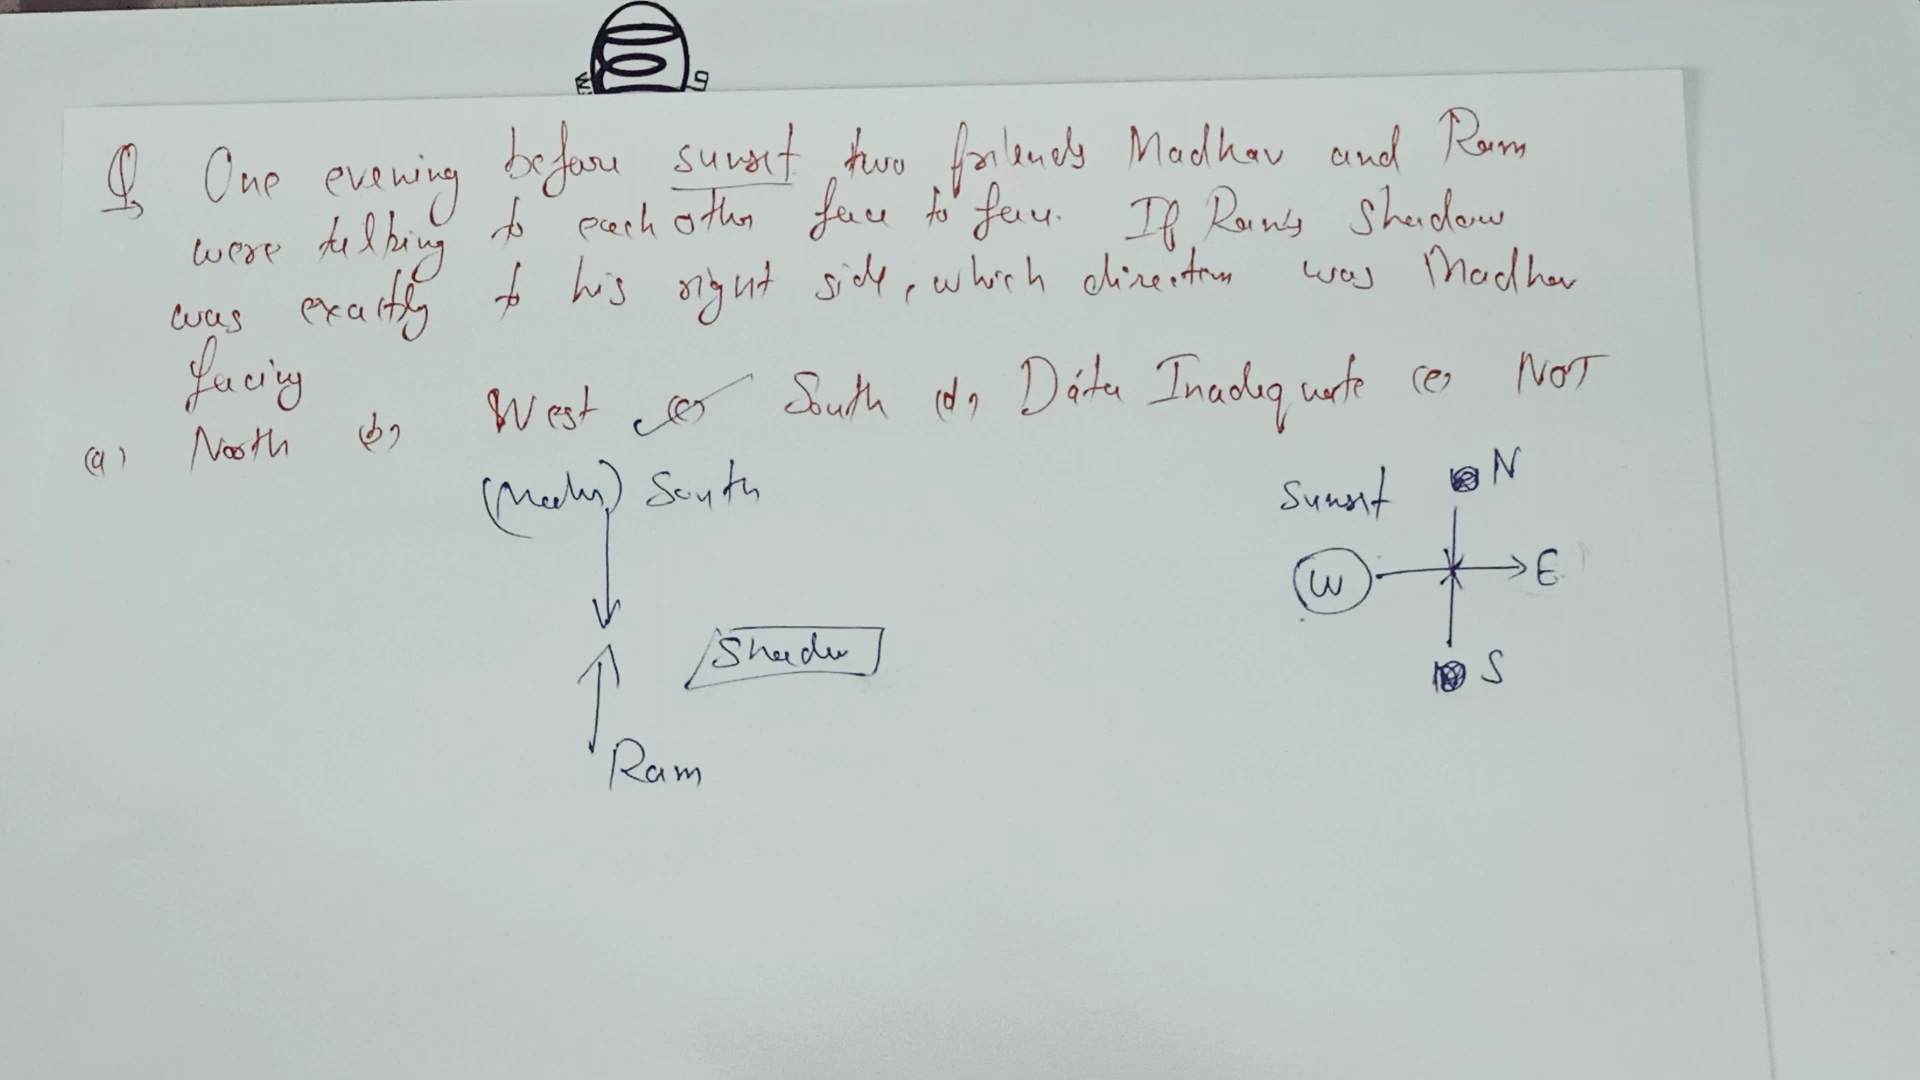 Q One evening before sunset two friends Madhav and Ram
were talking to each other face to face. If Ram's Shadow
was exactly to his right side, which direction was Madhav
facing
(a) North (b) West (c) South (d) Data Inadequate (e) NOT
South
Sunset N
W E
Shadow
S
Ram